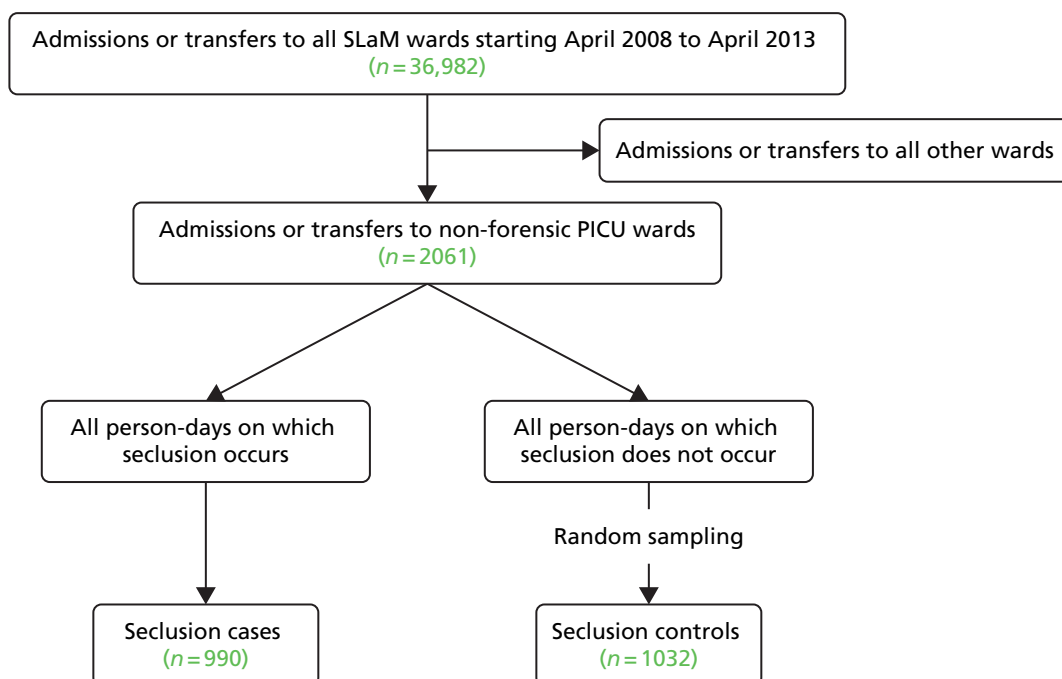 Admissions or transfers to all SLaM wards starting April 2008 to April 2013
(n = 36,982)
Admissions or transfers to all other wards
Admissions or transfers to non-forensic PICU wards
(n = 2061)
All person-days on which
seclusion occurs
All person-days on which
seclusion does not occur
Random sampling
Seclusion cases
(n = 990)
Seclusion controls
(n = 1032)